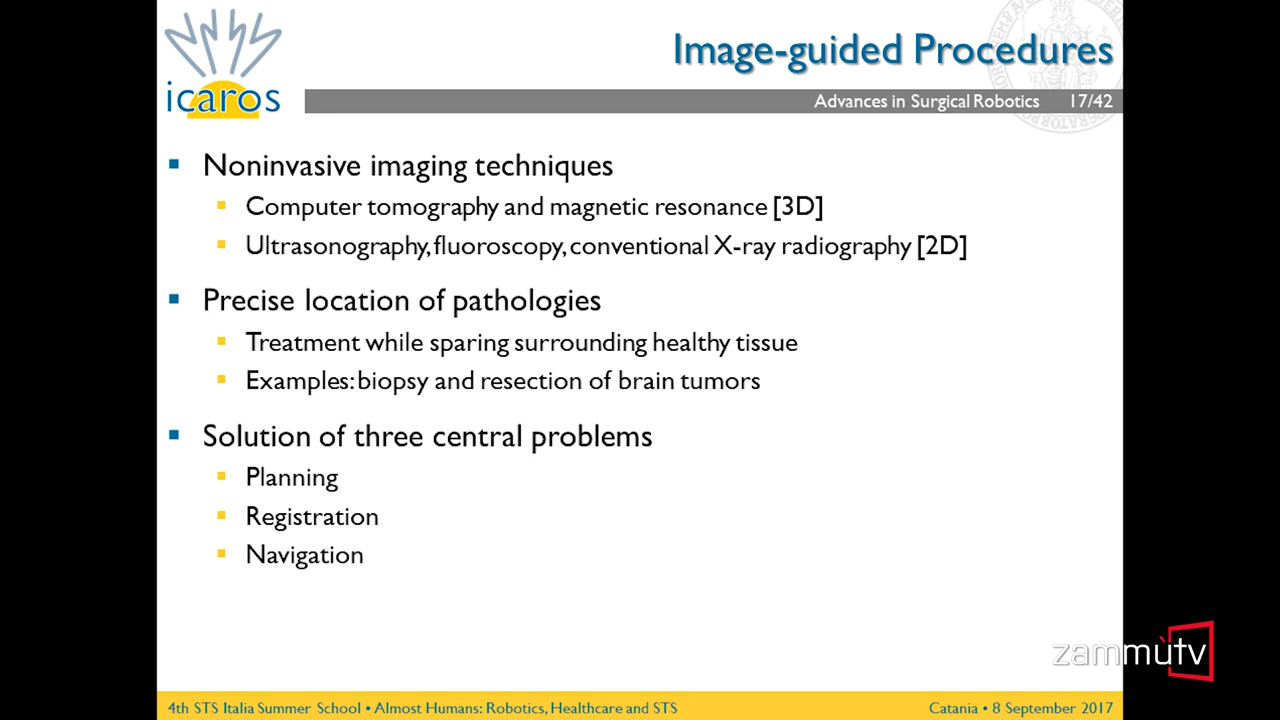 Image-guided Procedures
icaros
Advances in Surgical Robotics 17/42
Noninvasive imaging techniques
Computer tomography and magnetic resonance [3D]
Ultrasonography, fluoroscopy, conventional X-ray radiography [2D]
Precise location of pathologies
Treatment while sparing surrounding healthy tissue
Examples: biopsy and resection of brain tumors
Solution of three central problems
Planning
Registration
Navigation
zammùtv
4th STS Italia Summer School • Almost Humans: Robotics, Healthcare and STS
Catania • 8 September 2017